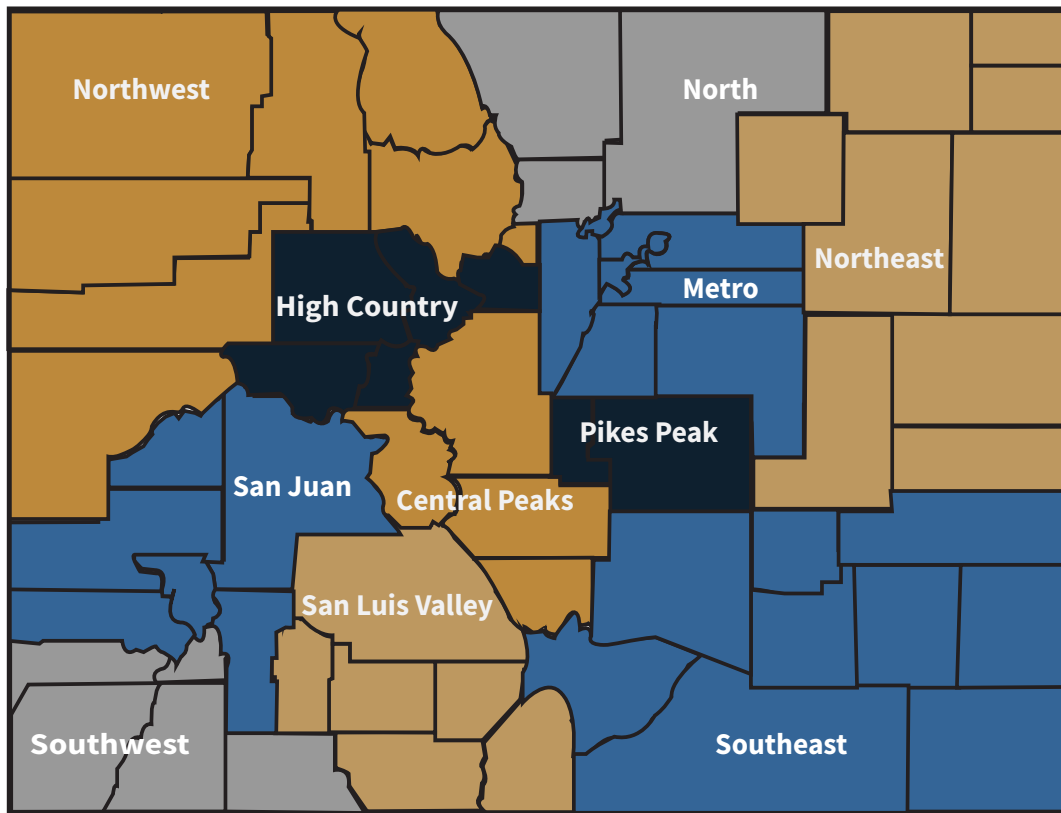 Northwest
North
Northeast
Metro
High Country
Pikes Peak
San Juan
Central Peaks
San Luis Valley
Southwest
Southeast